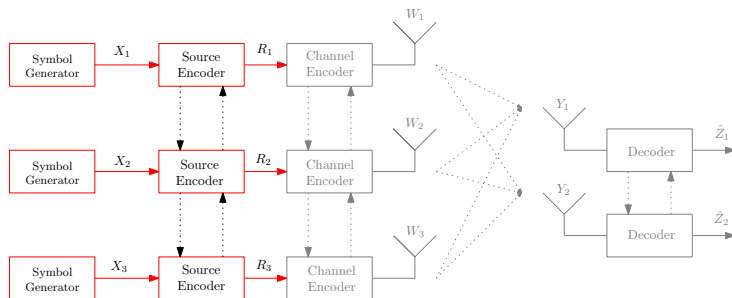 W₁
X₁ R₁
Symbol Generator
Source Encoder
Channel Encoder
Y₁
W₂
Ẑ₁
X₂ R₂
Symbol Generator
Source Encoder
Channel Encoder
Decoder
Y₂
Ẑ₂
W₃
Decoder
X₃ R₃
Symbol Generator
Source Encoder
Channel Encoder